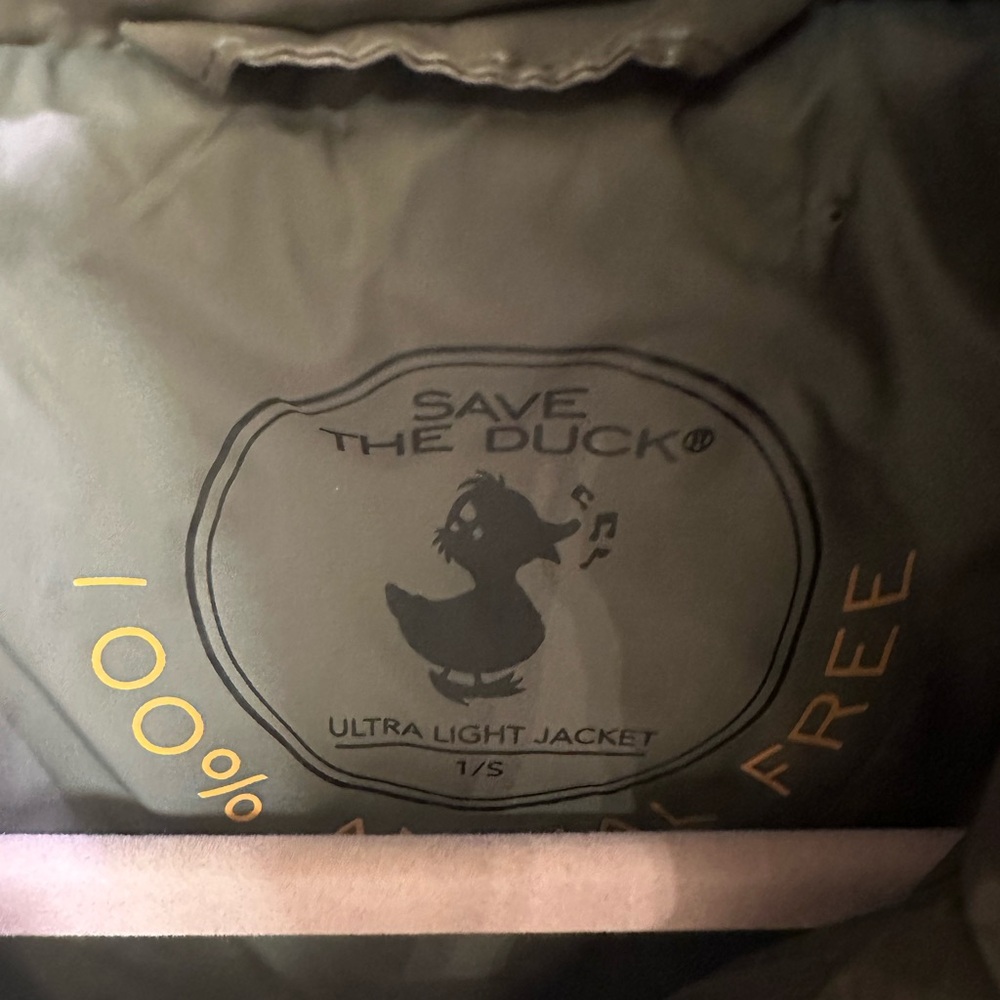 SAVE
THE DUCK®
ULTRA LIGHT JACKET
1/S
100% FREE